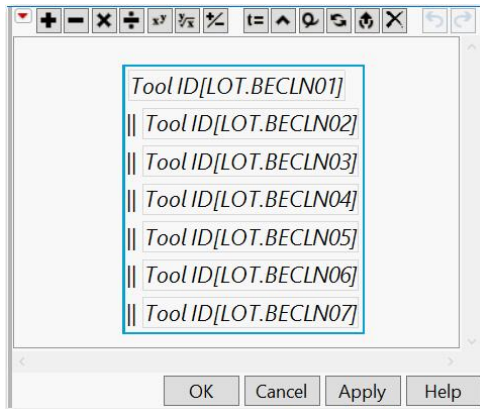 + − × ÷ xʸ ʸ√x +/− t= ^
Tool ID[LOT.BECLN01]
|| Tool ID[LOT.BECLN02]
|| Tool ID[LOT.BECLN03]
|| Tool ID[LOT.BECLN04]
|| Tool ID[LOT.BECLN05]
|| Tool ID[LOT.BECLN06]
|| Tool ID[LOT.BECLN07]
OK Cancel Apply Help